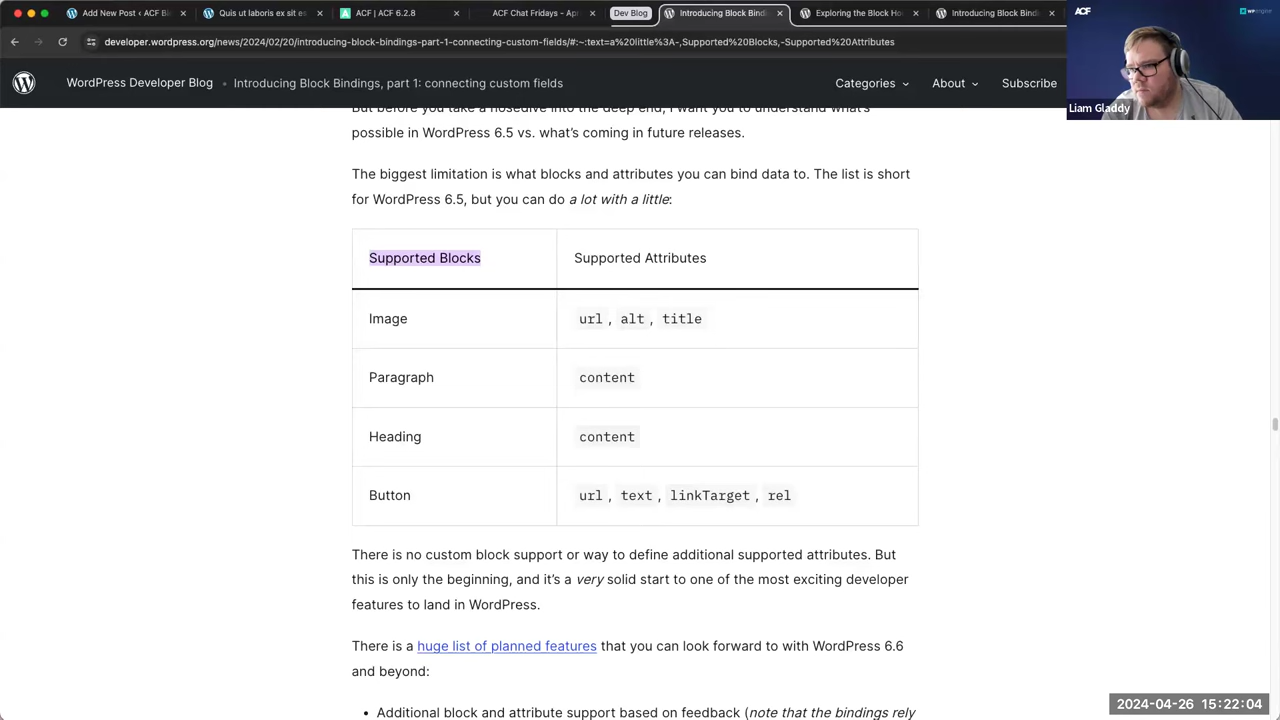 Add New Post ‹ ACF B
Quis ut laboris ex sit es
ACF | ACF 6.2.8
ACF Chat Fridays – Ap
Dev Blog
Introducing Block Bindings
Exploring the Block Ho
Introducing Block Bind
developer.wordpress.org/news/2024/02/20/introducing-block-bindings-part-1-connecting-custom-fields/#:~:text=a%20little%3A-,Supported%20Blocks,-Supported%20Attributes
ACF
WP engine
Liam Gladdy
WordPress Developer Blog • Introducing Block Bindings, part 1: connecting custom fields
Categories
About
Subscribe
possible in WordPress 6.5 vs. what's coming in future releases.
The biggest limitation is what blocks and attributes you can bind data to. The list is short
for WordPress 6.5, but you can do a lot with a little:
Supported Blocks Supported Attributes
Image url, alt, title
Paragraph content
Heading content
Button url, text, linkTarget, rel
There is no custom block support or way to define additional supported attributes. But
this is only the beginning, and it's a very solid start to one of the most exciting developer
features to land in WordPress.
There is a huge list of planned features that you can look forward to with WordPress 6.6
and beyond:
• Additional block and attribute support based on feedback (note that the bindings rely
2024-04-26 15:22:04